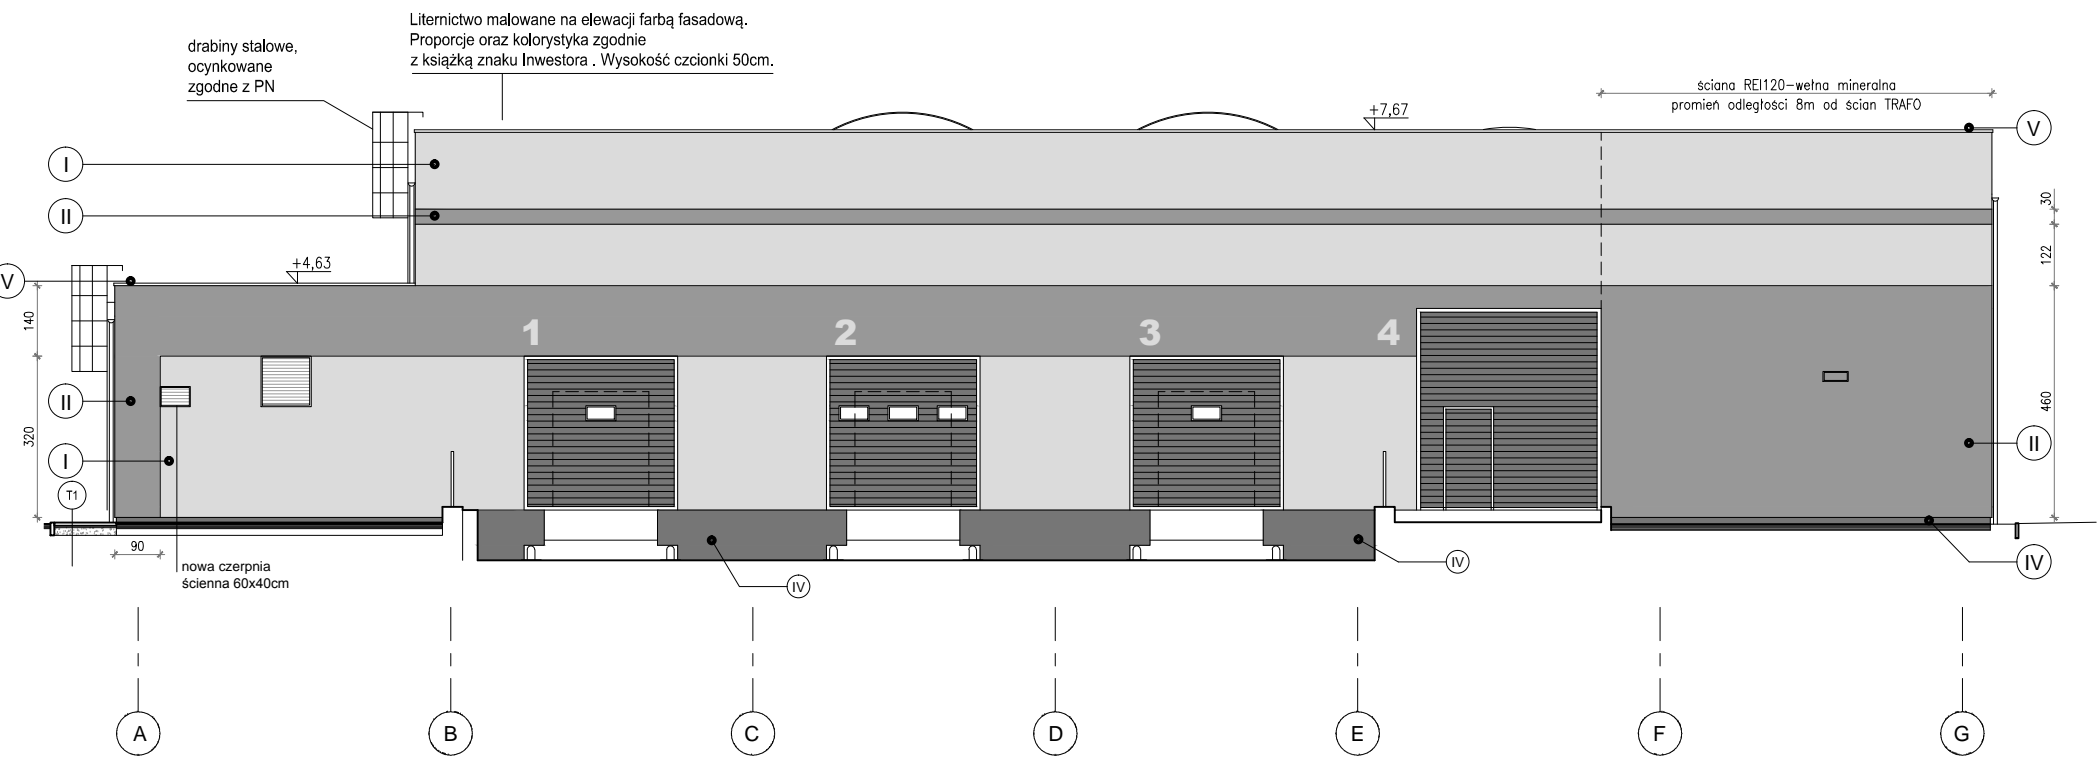 Liternictwo malowane na elewacji farbą fasadową.
Proporcje oraz kolorystyka zgodnie
z książką znaku Inwestora . Wysokość czcionki 50cm.
drabiny stalowe,
ocynkowane
zgodne z PN
ściana REI120-wełna mineralna
promień odległości 8m od ścian TRAFO
+7,67
V
I
II
30
122
+4,63
V
140
1 2 3 4
II
320
460
II
I
T1
90
nowa czerpnia
ścienna 60x40cm
IV
IV
IV
A B C D E F G